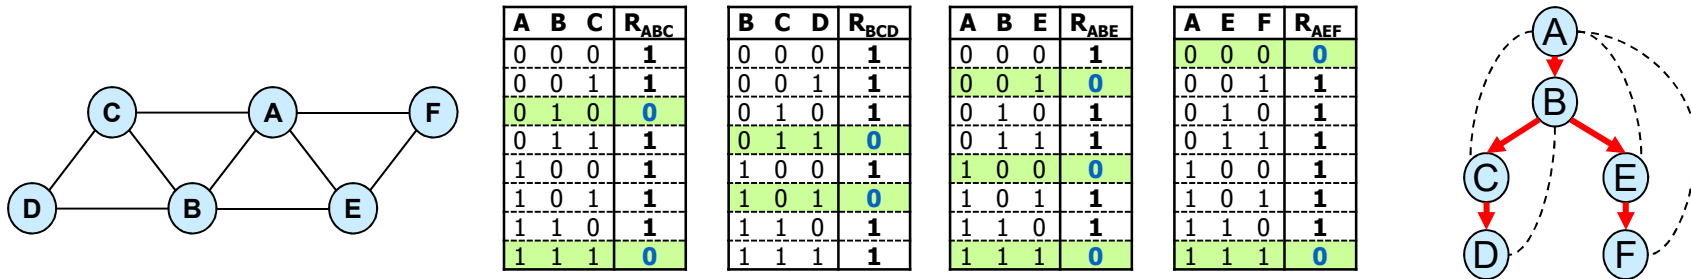 C A F
D B E
A B C R_ABC
0 0 0 1
0 0 1 1
0 1 0 0
0 1 1 1
1 0 0 1
1 0 1 1
1 1 0 1
1 1 1 0
B C D R_BCD
0 0 0 1
0 0 1 1
0 1 0 1
0 1 1 0
1 0 0 1
1 0 1 0
1 1 0 1
1 1 1 1
A B E R_ABE
0 0 0 1
0 0 1 0
0 1 0 1
0 1 1 1
1 0 0 0
1 0 1 1
1 1 0 1
1 1 1 0
A E F R_AEF
0 0 0 0
0 0 1 1
0 1 0 1
0 1 1 1
1 0 0 1
1 0 1 1
1 1 0 1
1 1 1 0
A
B
C E
D F